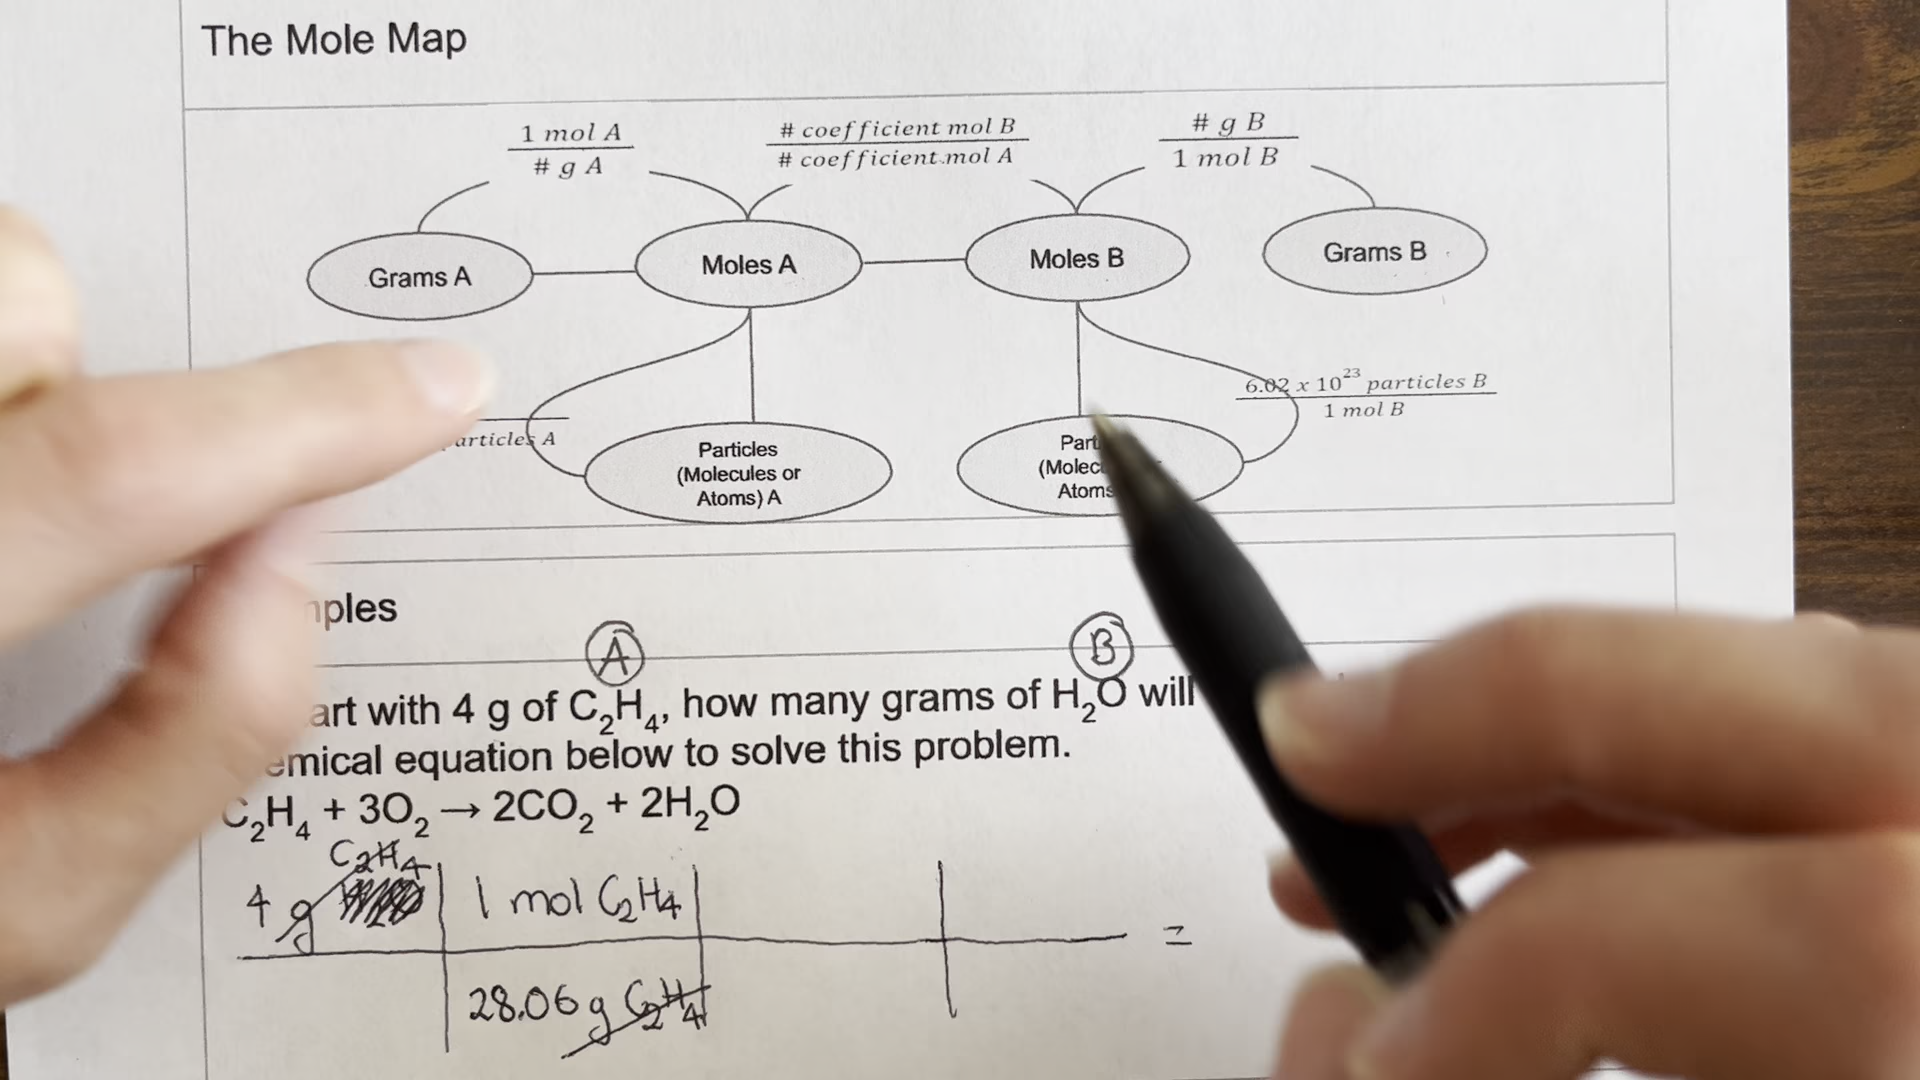 The Mole Map
1 mol A
# g A
# coefficient mol B
# coefficient mol A
# g B
1 mol B
Grams A
Moles A
Moles B
Grams B
6.02 x 10²³ particles B
1 mol B
articles A
Particles
(Molecules or
Atoms) A
Part
(Molec
Atoms
ples
A
B
art with 4 g of C₂H₄, how many grams of H₂O will
emical equation below to solve this problem.
C₂H₄ + 3O₂ → 2CO₂ + 2H₂O
C₂H₄
4 g
1 mol C₂H₄
=
28.06 g C₂H₄